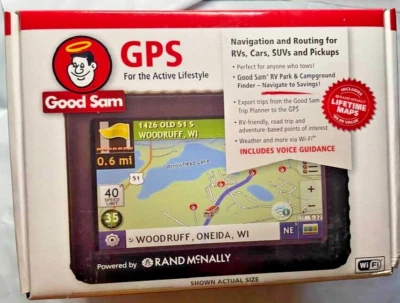 GPS
For the Active Lifestyle
Good Sam
Navigation and Routing for
RVs, Cars, SUVs and Pickups
• Perfect for anyone who tows!
• Good Sam® RV Park & Campground
Finder – Navigate to Savings!
• Export trips from the Good Sam
Trip Planner to the GPS
• RV-friendly, road trip and
adventure-based points of interest
• Weather and more via Wi-Fi™
INCLUDES VOICE GUIDANCE
INCLUDES
LIFETIME
MAPS
1426 OLD 51 S
WOODRUFF, WI
0.6 mi
51
40
SPEED
LIMIT
35
WOODRUFF, ONEIDA, WI
NE
Powered by RAND McNALLY
SHOWN ACTUAL SIZE
Wi Fi